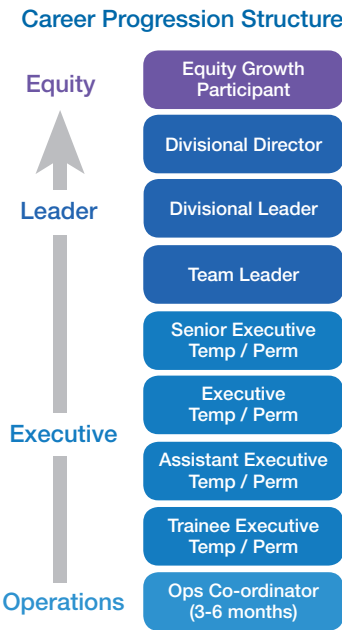 Career Progression Structure
Equity
Equity Growth
Participant
Divisional Director
Leader
Divisional Leader
Team Leader
Senior Executive
Temp / Perm
Executive
Temp / Perm
Executive
Assistant Executive
Temp / Perm
Trainee Executive
Temp / Perm
Operations
Ops Co-ordinator
(3-6 months)